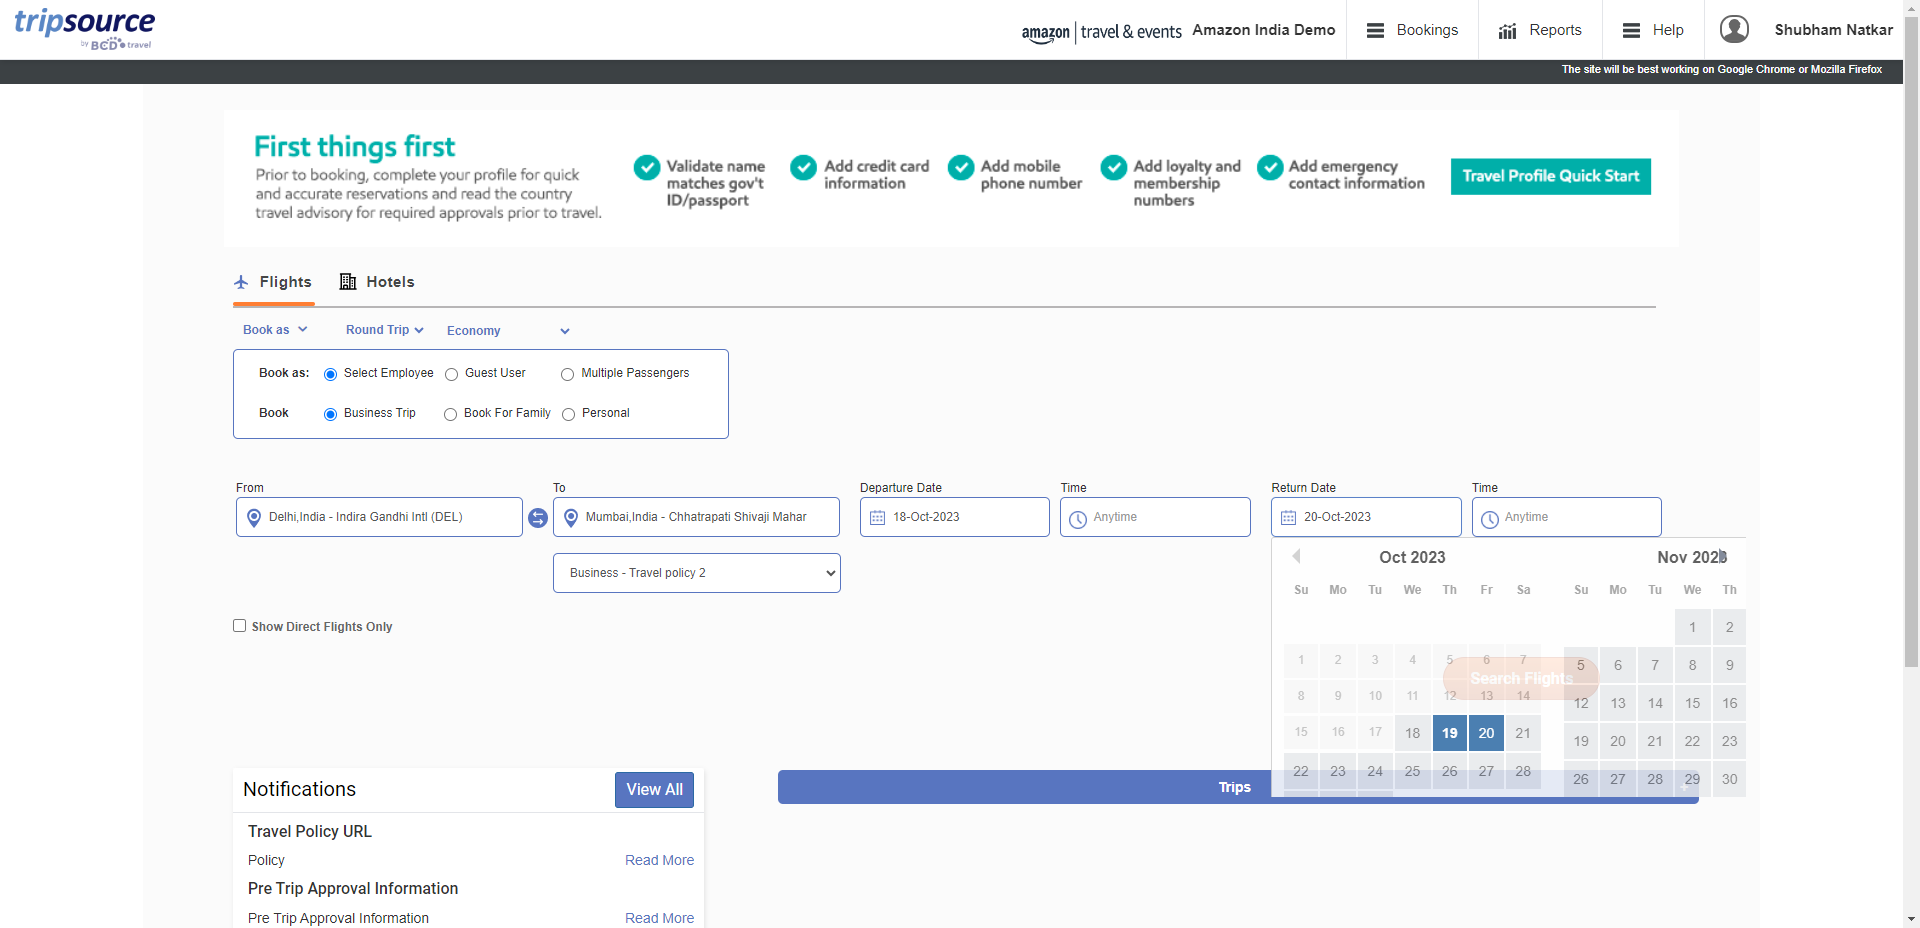 tripsource
by BCD travel
amazon | travel & events Amazon India Demo
Bookings
Reports
Help
Shubham Natkar
The site will be best working on Google Chrome or Mozilla Firefox
First things first
Prior to booking, complete your profile for quick
and accurate reservations and read the country
travel advisory for required approvals prior to travel.
Validate name
matches gov't
ID/passport
Add credit card
information
Add mobile
phone number
Add loyalty and
membership
numbers
Add emergency
contact information
Travel Profile Quick Start
Flights
Hotels
Book as
Round Trip
Economy
Book as: Select Employee Guest User Multiple Passengers
Book Business Trip Book For Family Personal
From
To
Departure Date
Time
Return Date
Time
Delhi,India - Indira Gandhi Intl (DEL)
Mumbai,India - Chhatrapati Shivaji Mahar
18-Oct-2023
Anytime
20-Oct-2023
Anytime
Business - Travel policy 2
Show Direct Flights Only
Oct 2023
Su Mo Tu We Th Fr Sa
1 2 3 4 5 6 7
8 9 10 11 12 13 14
15 16 17 18 19 20 21
22 23 24 25 26 27 28
Nov 2023
Su Mo Tu We Th
1 2
5 6 7 8 9
12 13 14 15 16
19 20 21 22 23
26 27 28 29 30
Search Flights
Notifications
View All
Travel Policy URL
Policy
Read More
Pre Trip Approval Information
Pre Trip Approval Information
Read More
Trips
+